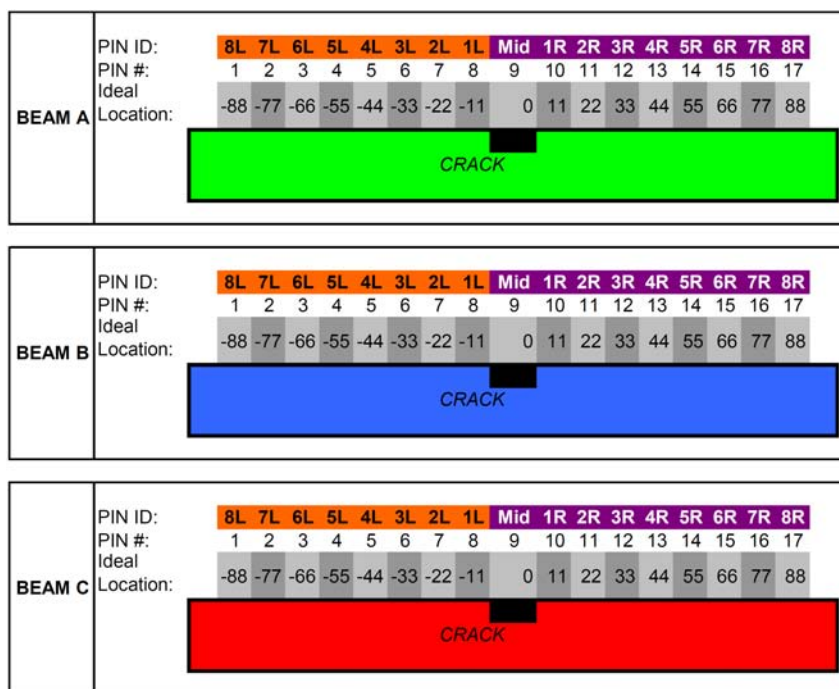 PIN ID: 8L 7L 6L 5L 4L 3L 2L 1L Mid 1R 2R 3R 4R 5R 6R 7R 8R
PIN #: 1 2 3 4 5 6 7 8 9 10 11 12 13 14 15 16 17
Ideal
BEAM A Location: -88 -77 -66 -55 -44 -33 -22 -11 0 11 22 33 44 55 66 77 88
CRACK
PIN ID: 8L 7L 6L 5L 4L 3L 2L 1L Mid 1R 2R 3R 4R 5R 6R 7R 8R
PIN #: 1 2 3 4 5 6 7 8 9 10 11 12 13 14 15 16 17
Ideal
BEAM B Location: -88 -77 -66 -55 -44 -33 -22 -11 0 11 22 33 44 55 66 77 88
CRACK
PIN ID: 8L 7L 6L 5L 4L 3L 2L 1L Mid 1R 2R 3R 4R 5R 6R 7R 8R
PIN #: 1 2 3 4 5 6 7 8 9 10 11 12 13 14 15 16 17
Ideal
BEAM C Location: -88 -77 -66 -55 -44 -33 -22 -11 0 11 22 33 44 55 66 77 88
CRACK